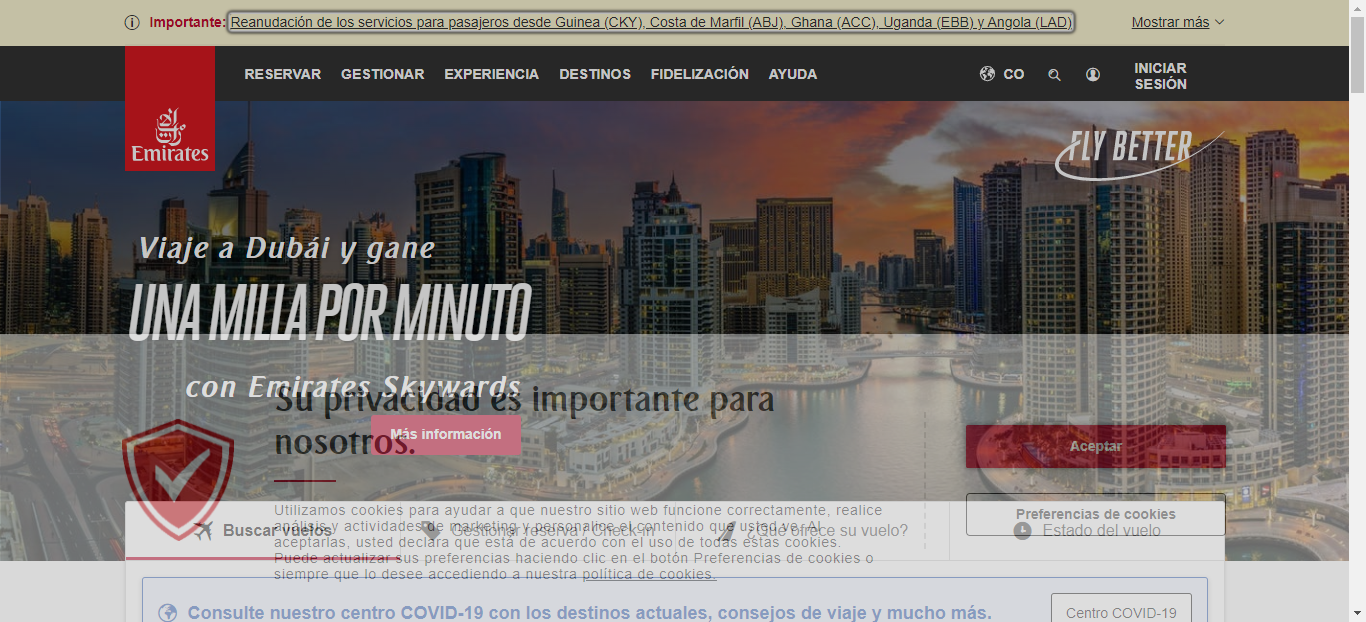 Importante: Reanudación de los servicios para pasajeros desde Guinea (CKY), Costa de Marfil (ABJ), Ghana (ACC), Uganda (EBB) y Angola (LAD) Mostrar más
RESERVAR GESTIONAR EXPERIENCIA DESTINOS FIDELIZACIÓN AYUDA CO INICIAR
SESIÓN
Emirates
FLY BETTER
Viaje a Dubái y gane
UNA MILLA POR MINUTO
con Emirates Skywards
Más información
Su privacidad es importante para
nosotros.
Aceptar
Preferencias de cookies
Utilizamos cookies para ayudar a que nuestro sitio web funcione correctamente, realice
análisis y actividades de marketing y personalice el contenido que usted ve. Al
aceptarlas, usted declara que está de acuerdo con el uso de todas estas cookies.
Puede actualizar sus preferencias haciendo clic en el botón Preferencias de cookies o
siempre que lo desee accediendo a nuestra política de cookies.
Buscar vuelos Gestionar reserva / Check-in ¿Qué ofrece su vuelo? Estado del vuelo
Consulte nuestro centro COVID-19 con los destinos actuales, consejos de viaje y mucho más. Centro COVID-19